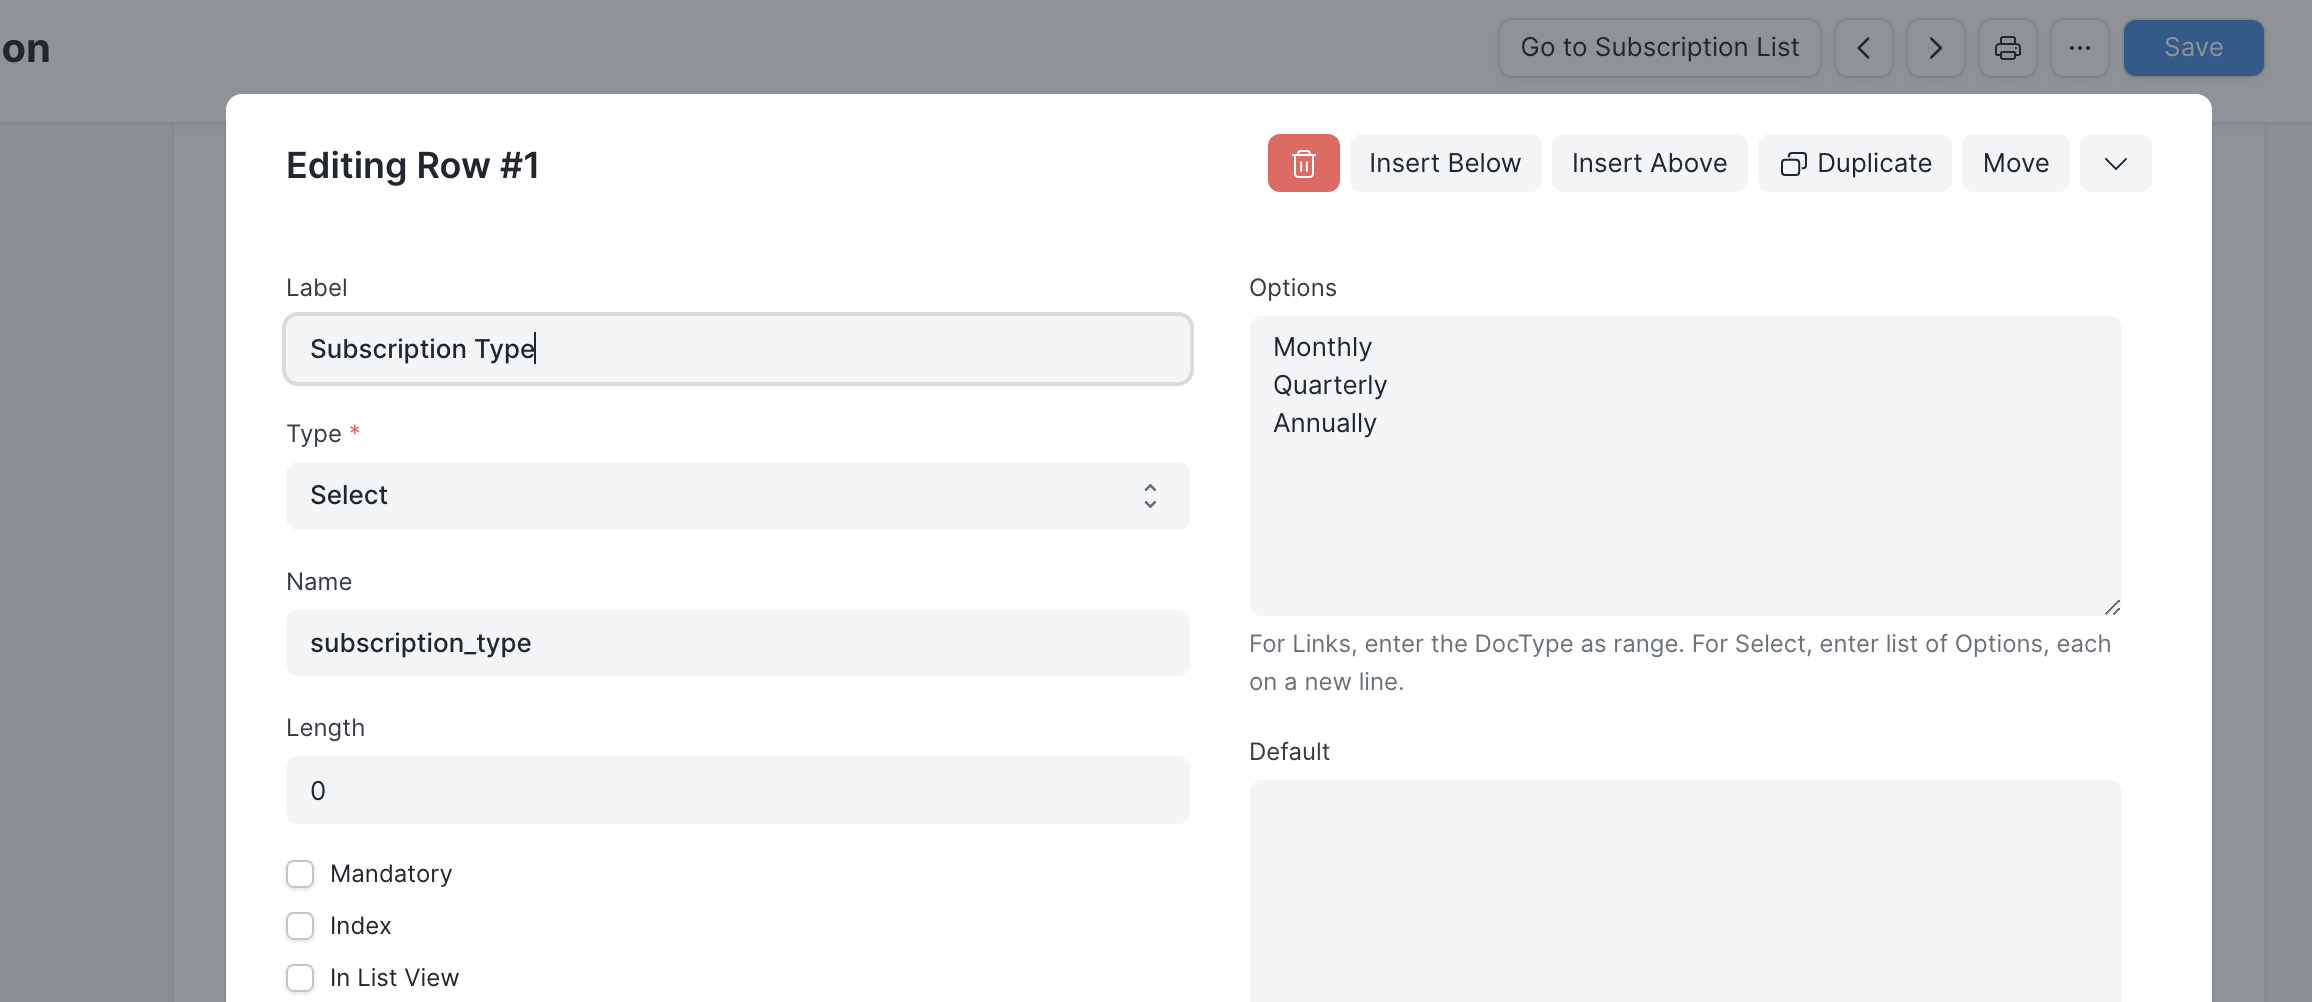 on
Go to Subscription List
Save
Editing Row #1
Insert Below
Insert Above
Duplicate
Move
Label
Subscription Type
Type *
Select
Name
subscription_type
Length
0
Mandatory
Index
In List View
Options
Monthly
Quarterly
Annually
For Links, enter the DocType as range. For Select, enter list of Options, each
on a new line.
Default